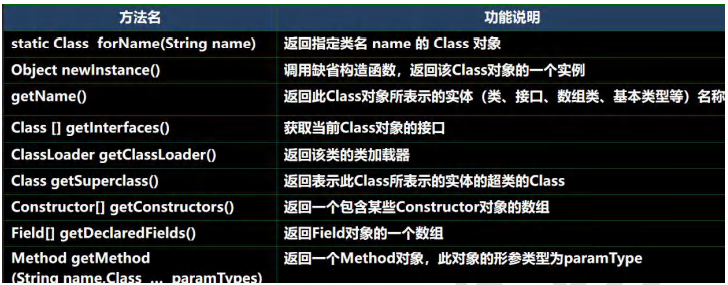 方法名 功能说明
static Class forName(String name) 返回指定类名 name 的 Class 对象
Object newInstance() 调用缺省构造函数，返回该Class对象的一个实例
getName() 返回此Class对象所表示的实体（类、接口、数组类、基本类型等）名称
Class [] getInterfaces() 获取当前Class对象的接口
ClassLoader getClassLoader() 返回该类的类加载器
Class getSuperclass() 返回表示此Class所表示的实体的超类的Class
Constructor[] getConstructors() 返回一个包含某些Constructor对象的数组
Field[] getDeclaredFields() 返回Field对象的一个数组
Method getMethod 返回一个Method对象，此对象的形参类型为paramType
(String name,Class … paramTypes)